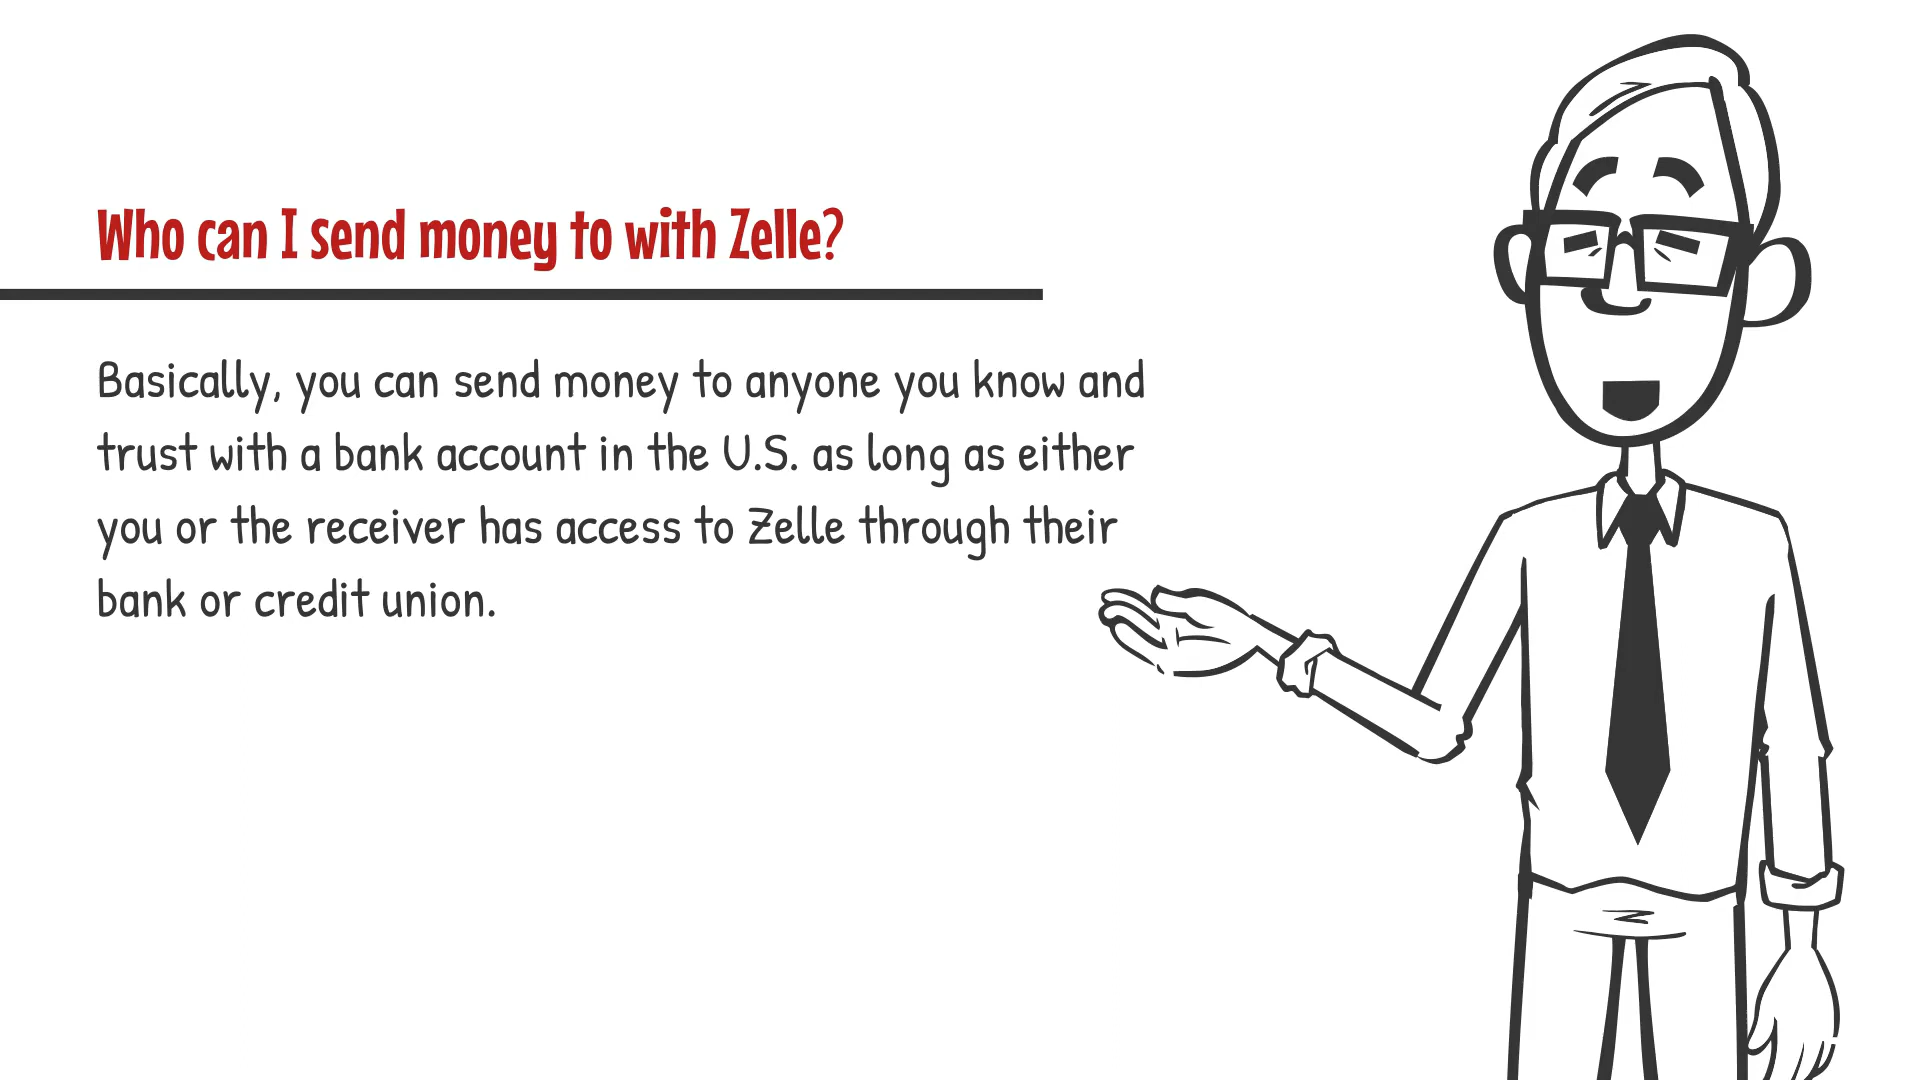 Who can I send money to with Zelle?
Basically, you can send money to anyone you know and
trust with a bank account in the U.S. as long as either
you or the receiver has access to Zelle through their
bank or credit union.